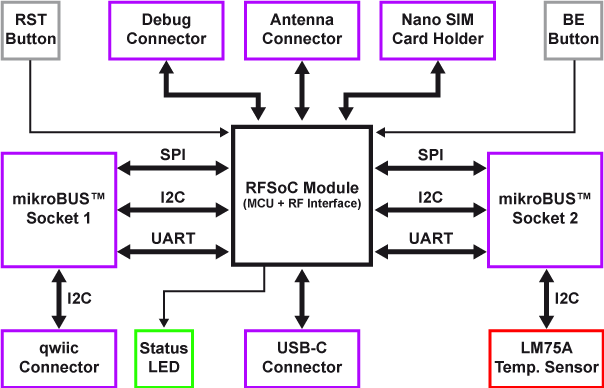 RST
Button
Debug
Connector
Antenna
Connector
Nano SIM
Card Holder
BE
Button
mikroBUS™
Socket 1
SPI
I2C
UART
RFSoC Module
(MCU + RF Interface)
SPI
I2C
UART
mikroBUS™
Socket 2
I2C
I2C
qwiic
Connector
Status
LED
USB-C
Connector
LM75A
Temp. Sensor